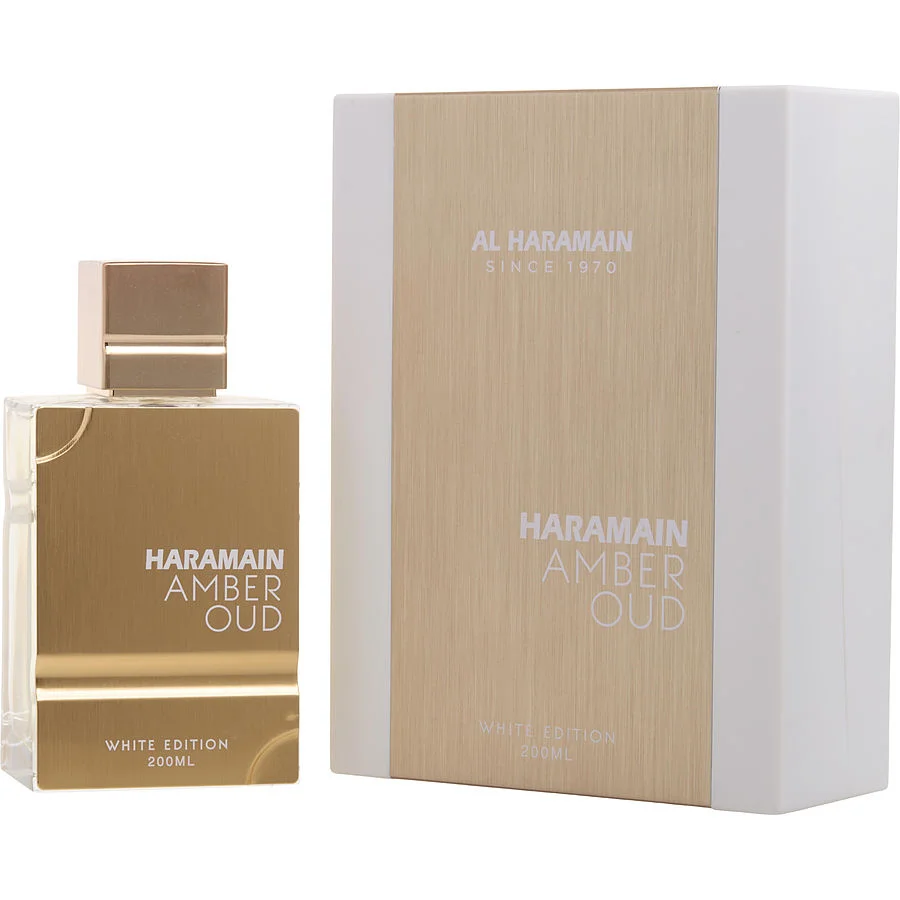 AL HARAMAIN
SINCE 1970
HARAMAIN
AMBER
OUD
WHITE EDITION
200ML
HARAMAIN
AMBER
OUD
WHITE EDITION
200ML